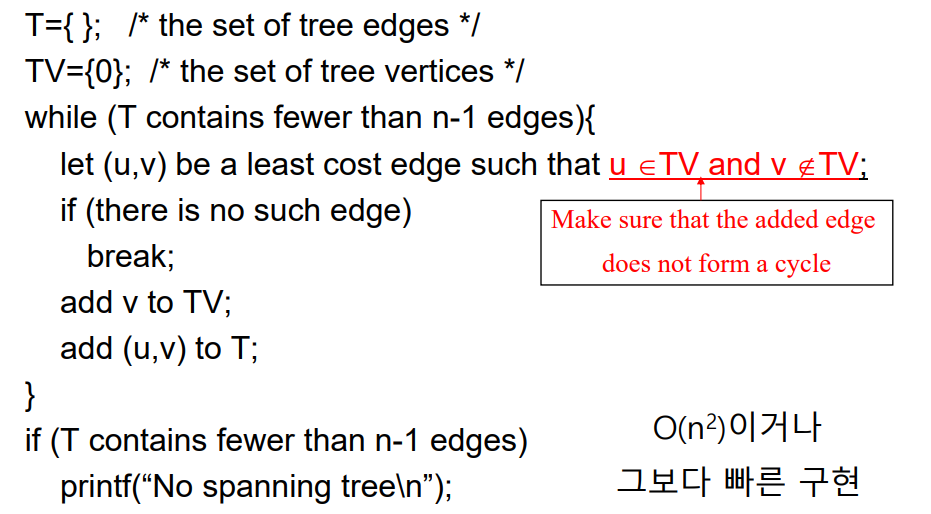 T={ };   /* the set of tree edges */
TV={0};  /* the set of tree vertices */
while (T contains fewer than n-1 edges){
let (u,v) be a least cost edge such that u ∈TV and v ∉TV;
if (there is no such edge)
break;
add v to TV;
add (u,v) to T;
}
if (T contains fewer than n-1 edges)
printf(“No spanning tree\n”);
Make sure that the added edge
does not form a cycle
O(n²)이거나
그보다 빠른 구현